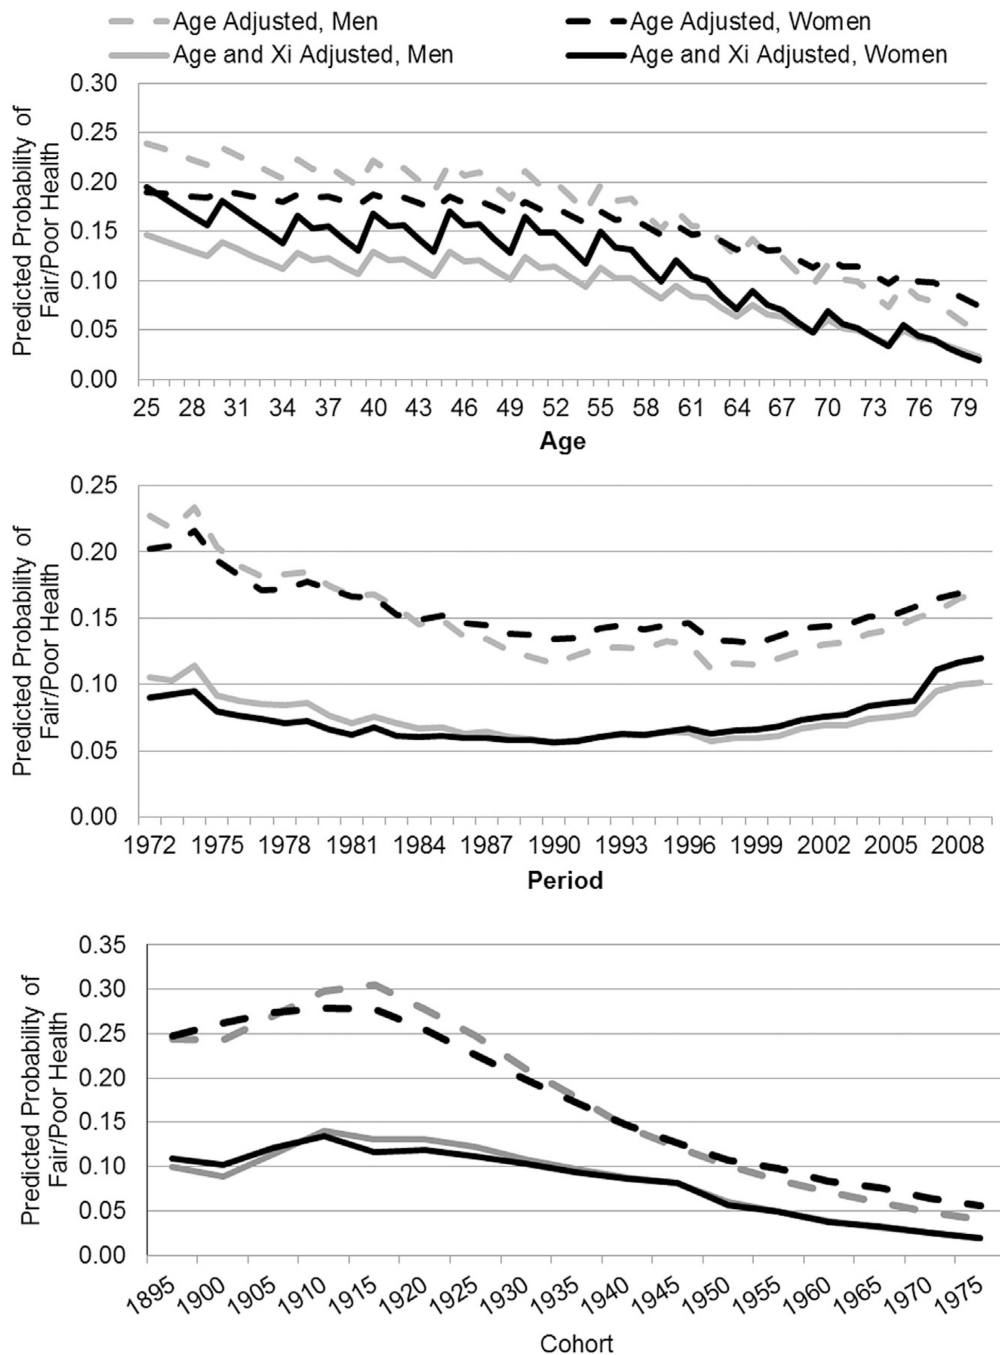 Age Adjusted, Men
Age Adjusted, Women
Age and Xi Adjusted, Men
Age and Xi Adjusted, Women
Predicted Probability of
Fair/Poor Health
0.30
0.25
0.20
0.15
0.10
0.05
0.00
25 28 31 34 37 40 43 46 49 52 55 58 61 64 67 70 73 76 79
Age
Predicted Probability of
Fair/Poor Health
0.25
0.20
0.15
0.10
0.05
0.00
1972 1975 1978 1981 1984 1987 1990 1993 1996 1999 2002 2005 2008
Period
Predicted Probability of
Fair/Poor Health
0.35
0.30
0.25
0.20
0.15
0.10
0.05
0.00
1895 1900 1905 1910 1915 1920 1925 1930 1935 1940 1945 1950 1955 1960 1965 1970 1975
Cohort